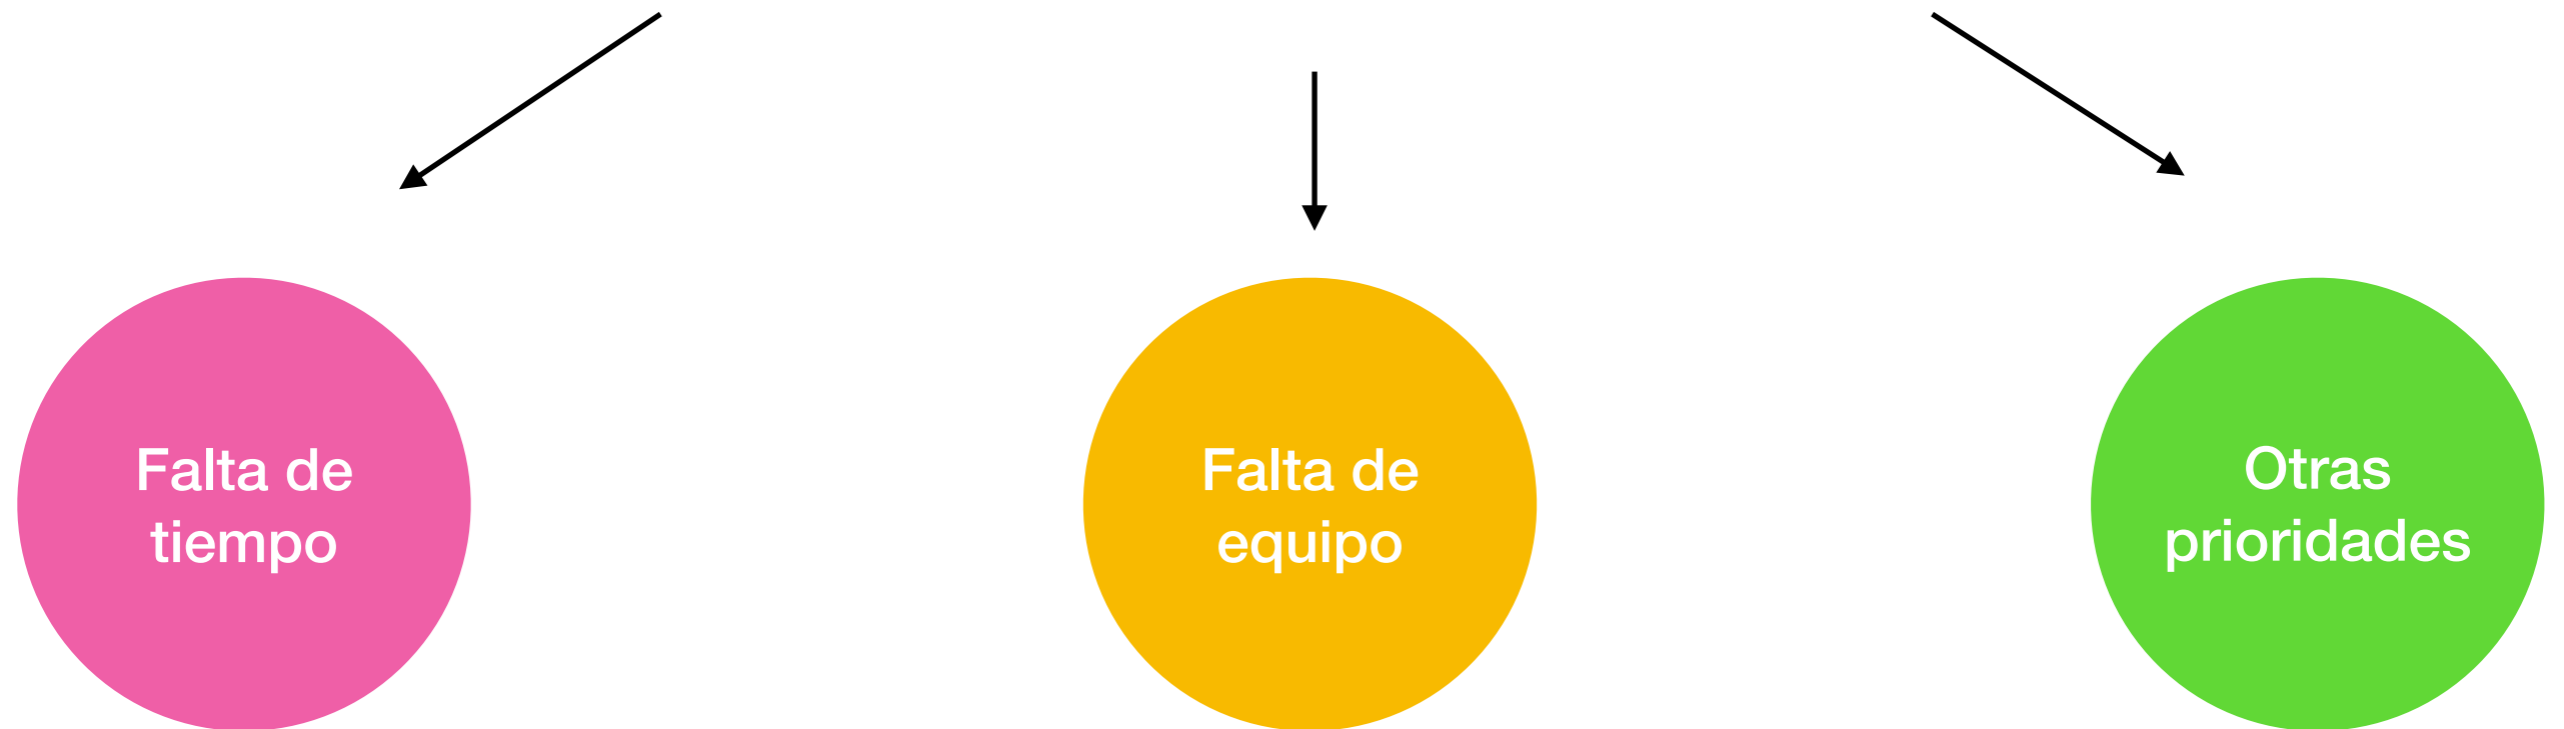 Falta de
tiempo
Falta de
equipo
Otras
prioridades